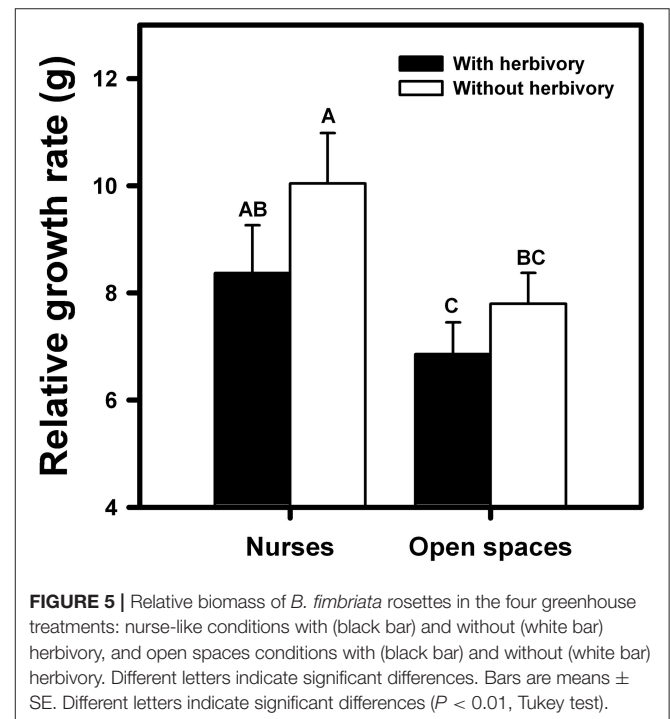 Relative growth rate (g)
12
10
8
6
4
With herbivory
Without herbivory
AB
A
C
BC
Nurses
Open spaces
FIGURE 5 | Relative biomass of B. fimbriata rosettes in the four greenhouse
treatments: nurse-like conditions with (black bar) and without (white bar)
herbivory, and open spaces conditions with (black bar) and without (white bar)
herbivory. Different letters indicate significant differences. Bars are means ±
SE. Different letters indicate significant differences (P < 0.01, Tukey test).